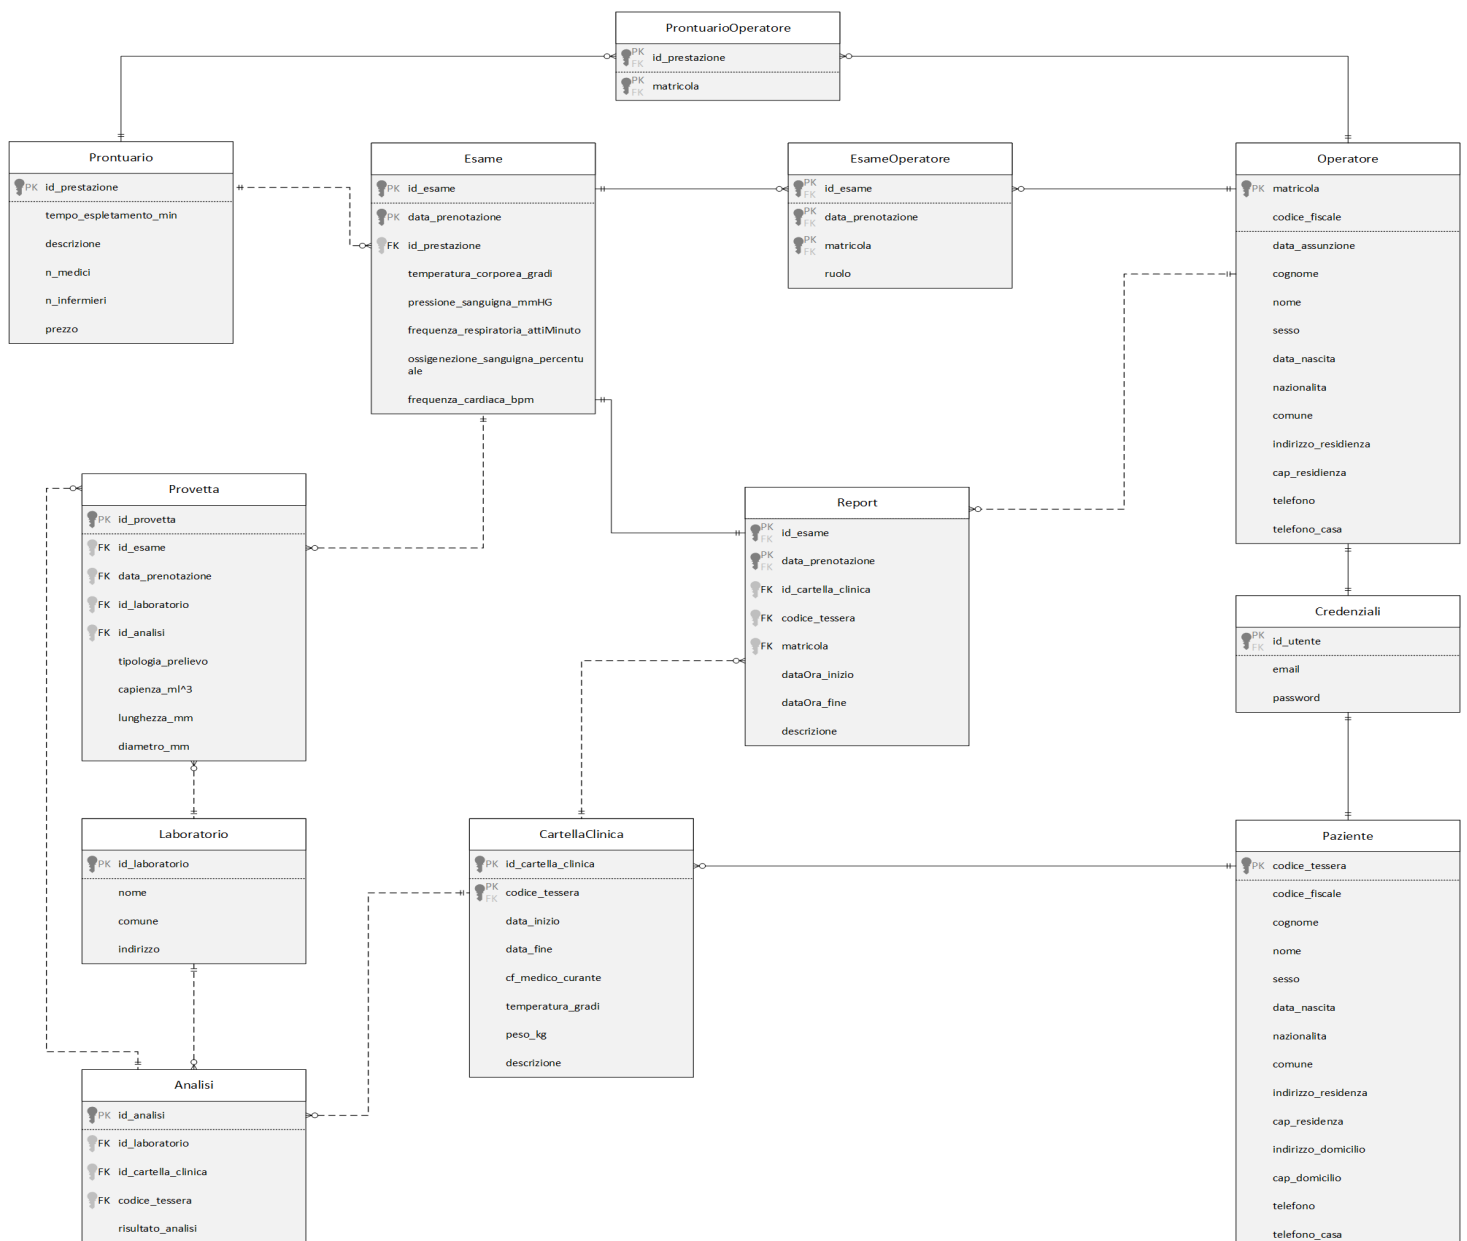 ProntuarioOperatore
PK
FK id_prestazione
PK
FK matricola
Prontuario
PK id_prestazione
tempo_espletamento_min
descrizione
n_medici
n_infermieri
prezzo
Esame
PK id_esame
PK data_prenotazione
FK id_prestazione
temperatura_corporea_gradi
pressione_sanguigna_mmHG
frequenza_respiratoria_attiMinuto
ossigenezione_sanguigna_percentu
ale
frequenza_cardiaca_bpm
EsameOperatore
PK
FK id_esame
PK
FK data_prenotazione
PK
FK matricola
ruolo
Operatore
PK matricola
codice_fiscale
data_assunzione
cognome
nome
sesso
data_nascita
nazionalita
comune
indirizzo_residienza
cap_residienza
telefono
telefono_casa
Provetta
PK id_provetta
FK id_esame
FK data_prenotazione
FK id_laboratorio
FK id_analisi
tipologia_prelievo
capienza_ml^3
lunghezza_mm
diametro_mm
Report
PK
FK id_esame
PK
FK data_prenotazione
FK id_cartella_clinica
FK codice_tessera
FK matricola
dataOra_inizio
dataOra_fine
descrizione
Credenziali
PK
FK id_utente
email
password
Laboratorio
PK id_laboratorio
nome
comune
indirizzo
CartellaClinica
PK id_cartella_clinica
PK
FK codice_tessera
data_inizio
data_fine
cf_medico_curante
temperatura_gradi
peso_kg
descrizione
Paziente
PK codice_tessera
codice_fiscale
cognome
nome
sesso
data_nascita
nazionalita
comune
indirizzo_residenza
cap_residenza
indirizzo_domicilio
cap_domicilio
telefono
telefono_casa
Analisi
PK id_analisi
FK id_laboratorio
FK id_cartella_clinica
FK codice_tessera
risultato_analisi